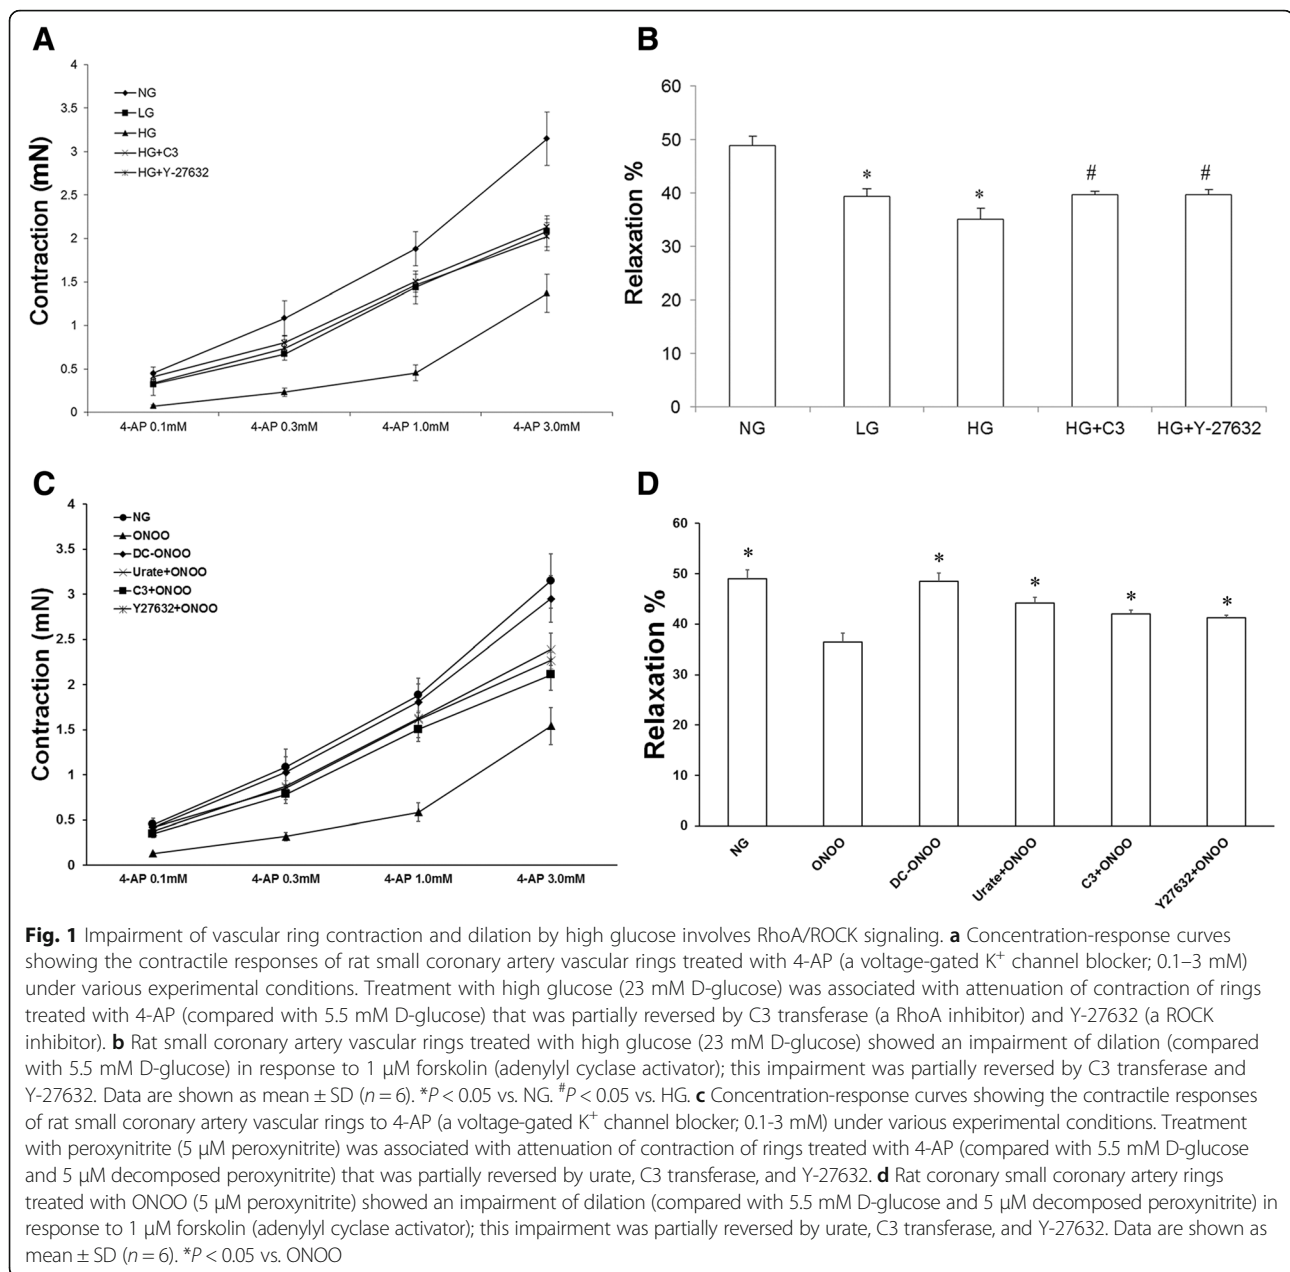 A
4
3.5
3
2.5
2
1.5
1
0.5
0
Contraction (mN)
NG
LG
HG
HG+C3
HG+Y-27632
4-AP 0.1mM 4-AP 0.3mM 4-AP 1.0mM 4-AP 3.0mM
B
60
50
40
30
20
10
0
Relaxation %
* * # #
NG LG HG HG+C3 HG+Y-27632
C
4
3.5
3
2.5
2
1.5
1
0.5
0
Contraction (mN)
NG
ONOO
DC-ONOO
Urate+ONOO
C3+ONOO
Y27632+ONOO
4-AP 0.1mM 4-AP 0.3mM 4-AP 1.0mM 4-AP 3.0mM
D
60
50
40
30
20
10
0
Relaxation %
* * * * *
NG ONOO DC-ONOO Urate+ONOO C3+ONOO Y27632+ONOO
Fig. 1 Impairment of vascular ring contraction and dilation by high glucose involves RhoA/ROCK signaling. a Concentration-response curves
showing the contractile responses of rat small coronary artery vascular rings treated with 4-AP (a voltage-gated K⁺ channel blocker; 0.1–3 mM)
under various experimental conditions. Treatment with high glucose (23 mM D-glucose) was associated with attenuation of contraction of rings
treated with 4-AP (compared with 5.5 mM D-glucose) that was partially reversed by C3 transferase (a RhoA inhibitor) and Y-27632 (a ROCK
inhibitor). b Rat small coronary artery vascular rings treated with high glucose (23 mM D-glucose) showed an impairment of dilation (compared
with 5.5 mM D-glucose) in response to 1 μM forskolin (adenylyl cyclase activator); this impairment was partially reversed by C3 transferase and
Y-27632. Data are shown as mean ± SD (n = 6). *P < 0.05 vs. NG. #P < 0.05 vs. HG. c Concentration-response curves showing the contractile responses
of rat small coronary artery vascular rings to 4-AP (a voltage-gated K⁺ channel blocker; 0.1-3 mM) under various experimental conditions. Treatment
with peroxynitrite (5 μM peroxynitrite) was associated with attenuation of contraction of rings treated with 4-AP (compared with 5.5 mM D-glucose
and 5 μM decomposed peroxynitrite) that was partially reversed by urate, C3 transferase, and Y-27632. d Rat coronary small coronary artery rings
treated with ONOO (5 μM peroxynitrite) showed an impairment of dilation (compared with 5.5 mM D-glucose and 5 μM decomposed peroxynitrite) in
response to 1 μM forskolin (adenylyl cyclase activator); this impairment was partially reversed by urate, C3 transferase, and Y-27632. Data are shown as
mean ± SD (n = 6). *P < 0.05 vs. ONOO